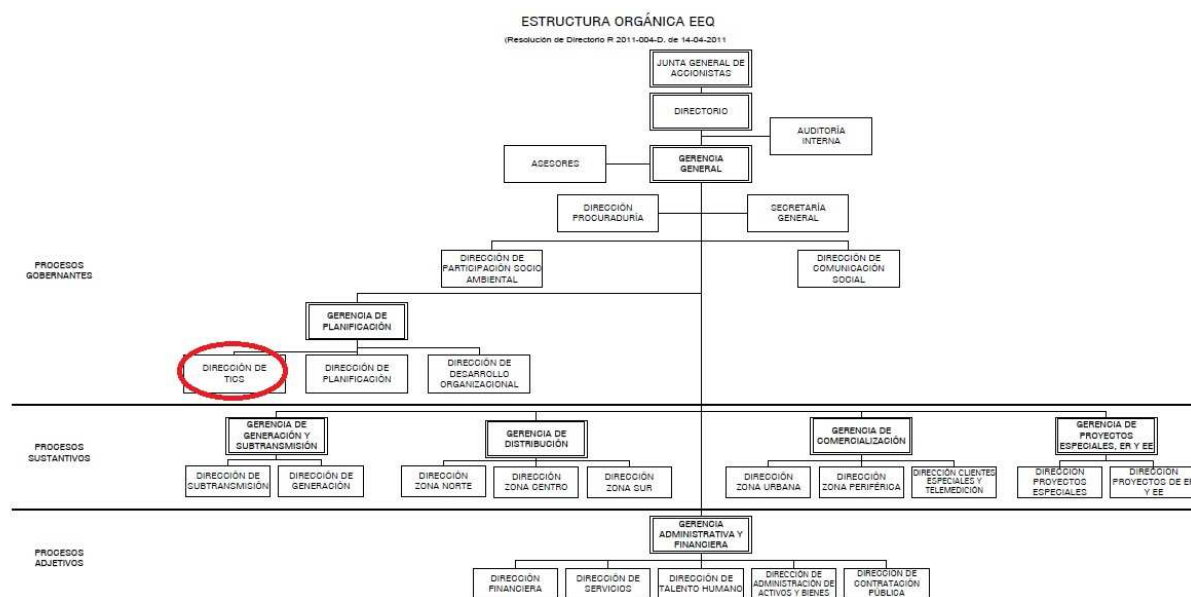 ESTRUCTURA ORGÁNICA EEQ
(Resolución de Directorio R 2011-004-D. de 14-04-2011
JUNTA GENERAL DE
ACCIONISTAS
DIRECTORIO
AUDITORÍA
INTERNA
ASESORES
GERENCIA
GENERAL
DIRECCIÓN
PROCURADURÍA
SECRETARÍA
GENERAL
PROCESOS
GOBERNANTES
DIRECCIÓN DE
PARTICIPACIÓN SOCIO
AMBIENTAL
DIRECCIÓN DE
COMUNICACIÓN
SOCIAL
GERENCIA DE
PLANIFICACIÓN
DIRECCIÓN DE
TICS
DIRECCIÓN DE
PLANIFICACIÓN
DIRECCIÓN DE
DESARROLLO
ORGANIZACIONAL
PROCESOS
SUSTANTIVOS
GERENCIA DE
GENERACIÓN Y
SUBTRANSMISIÓN
GERENCIA DE
DISTRIBUCIÓN
GERENCIA DE
COMERCIALIZACIÓN
GERENCIA DE
PROYECTOS
ESPECIALES, ER Y EE
DIRECCIÓN DE
SUBTRANSMISIÓN
DIRECCIÓN DE
GENERACIÓN
DIRECCIÓN
ZONA NORTE
DIRECCIÓN
ZONA CENTRO
DIRECCIÓN
ZONA SUR
DIRECCIÓN
ZONA URBANA
DIRECCIÓN
ZONA PERIFÉRICA
DIRECCIÓN CLIENTES
ESPECIALES Y
TELEMEDICIÓN
DIRECCION
PROYECTOS
ESPECIALES
DIRECCION
PROYECTOS DE ER
Y EE
PROCESOS
ADJETIVOS
GERENCIA
ADMINISTRATIVA Y
FINANCIERA
DIRECCIÓN
FINANCIERA
DIRECCIÓN DE
SERVICIOS
DIRECCIÓN DE
TALENTO HUMANO
DIRECCIÓN DE
ADMINISTRACIÓN DE
ACTIVOS Y BIENES
DIRECCIÓN DE
CONTRATACIÓN
PÚBLICA